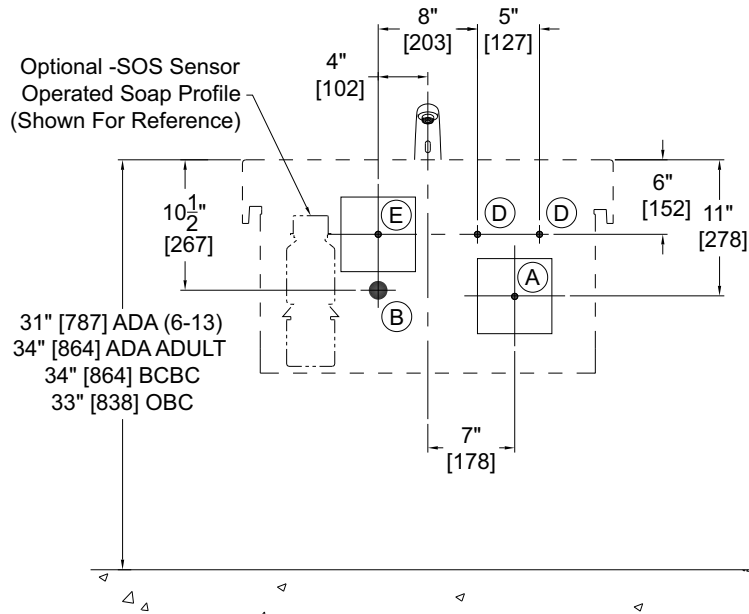 8"
[203]
5"
[127]
4"
[102]
Optional -SOS Sensor
Operated Soap Profile
(Shown For Reference)
10 1/2"
[267]
6"
[152]
11"
[278]
E
D
D
A
B
31" [787] ADA (6-13)
34" [864] ADA ADULT
34" [864] BCBC
33" [838] OBC
7"
[178]